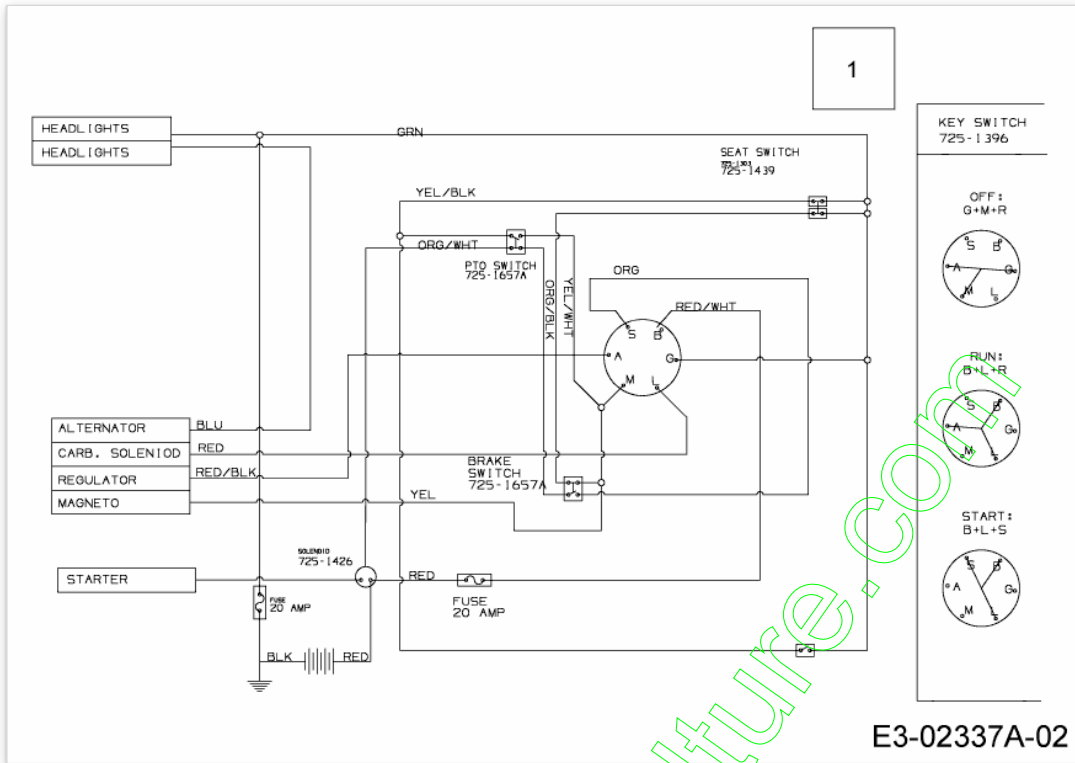 1
HEADLIGHTS
HEADLIGHTS
GRN
SEAT SWITCH
725-1439
YEL/BLK
ORG/WHT
PTO SWITCH
725-1657A
ORG/BLK
YEL/WHT
ORG
RED/WHT
S
B
A
G
M
L
ALTERNATOR
BLU
CARB. SOLENIOD
RED
REGULATOR
RED/BLK
MAGNETO
YEL
BRAKE
SWITCH
725-1657A
SOLENOID
725-1426
STARTER
RED
FUSE
20 AMP
FUSE
20 AMP
BLK
RED
KEY SWITCH
725-1396
OFF:
G+M+R
S
B
A
G
M
L
RUN:
B+L+R
S
B
A
G
M
L
START:
B+L+S
S
B
A
G
M
L
lture.com
E3-02337A-02